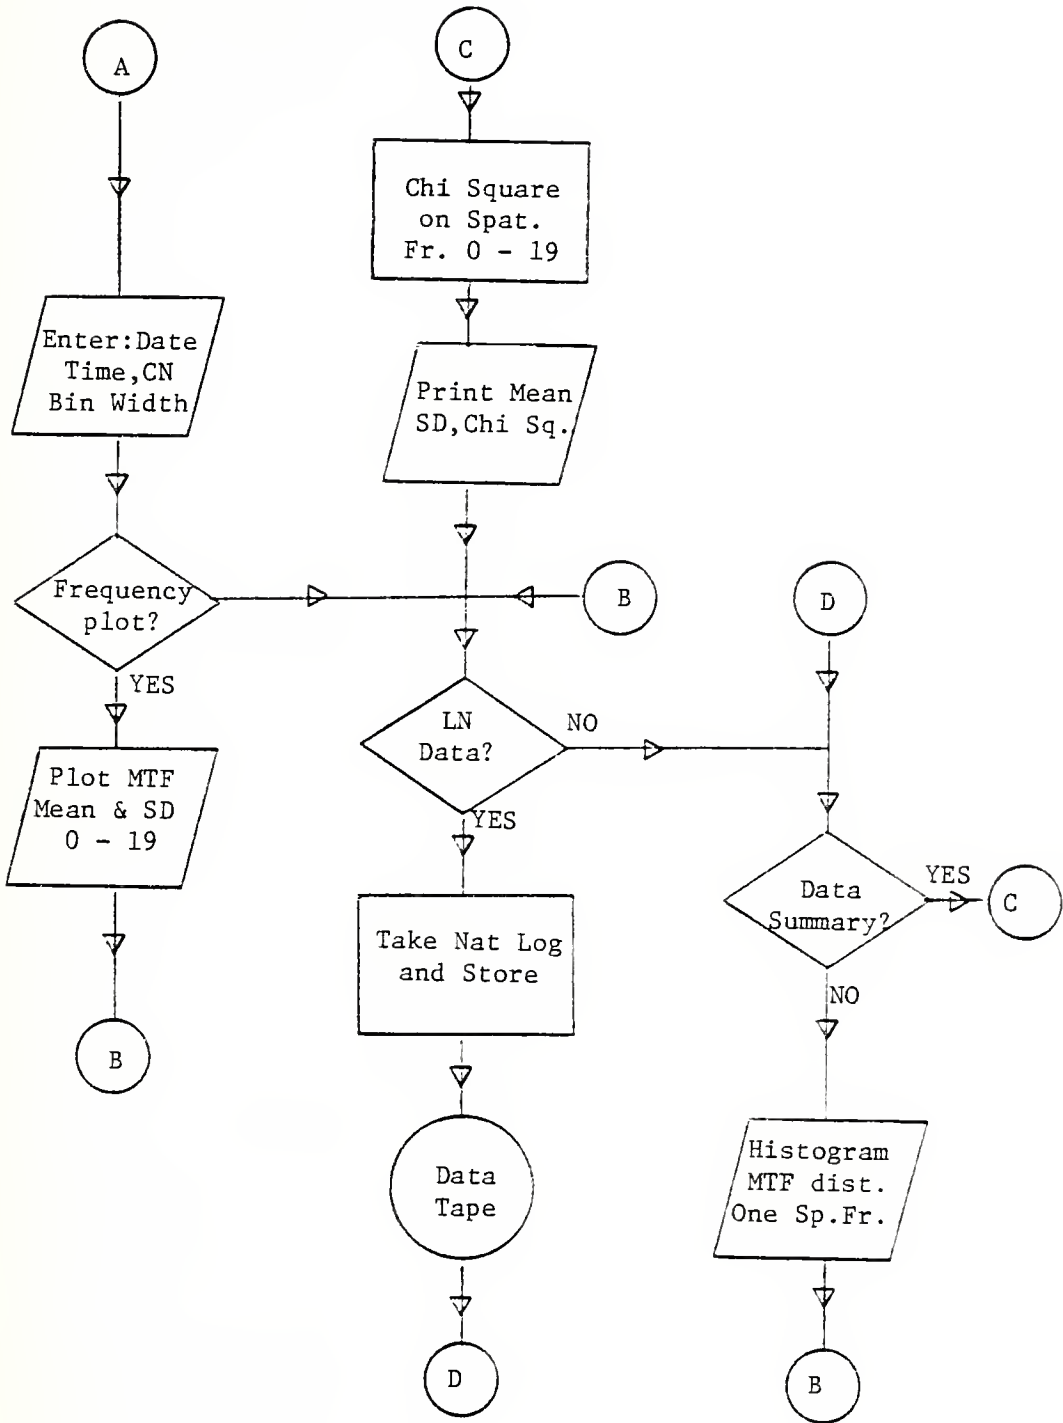 A
Enter:Date
Time,CN
Bin Width
Frequency
plot?
YES
Plot MTF
Mean & SD
0 - 19
B
C
Chi Square
on Spat.
Fr. 0 - 19
Print Mean
SD,Chi Sq.
B
LN
Data?
NO
YES
Take Nat Log
and Store
Data
Tape
D
D
Data
Summary?
YES
C
NO
Histogram
MTF dist.
One Sp.Fr.
B